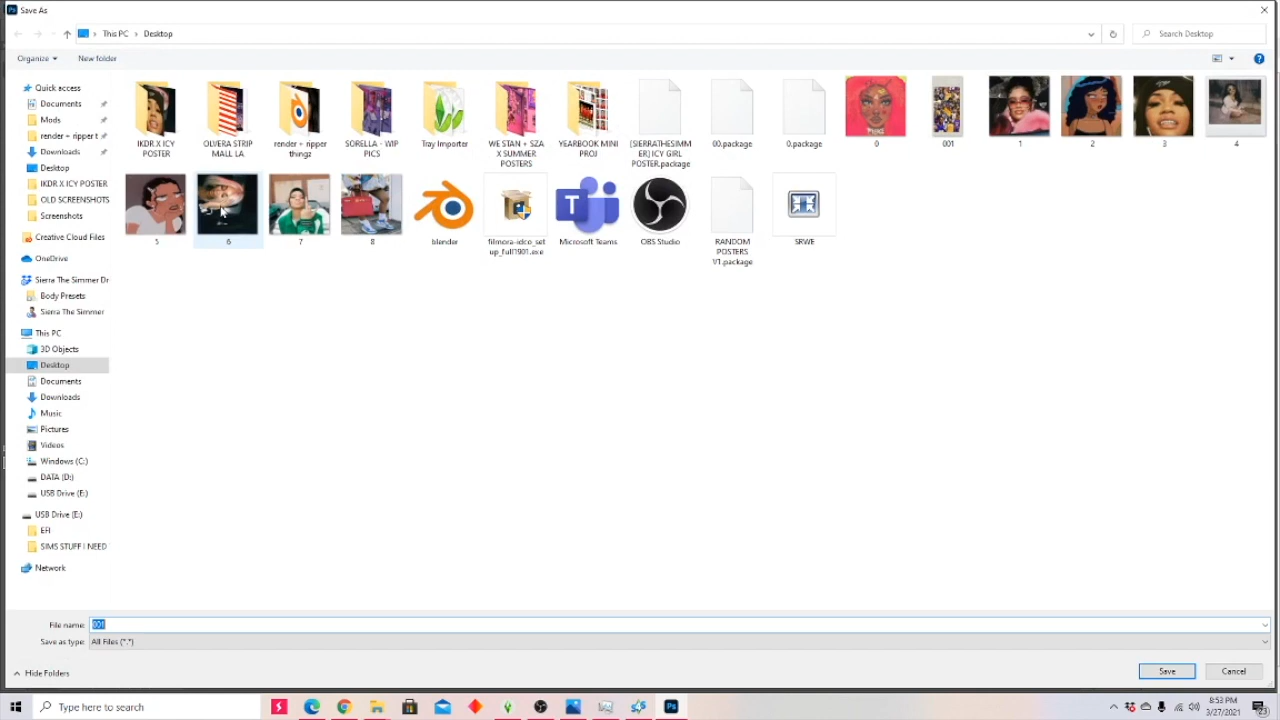 Save As
This PC
Desktop
Search Desktop
Organize
New folder
Quick access
Documents
Mods
render + ripper t
Downloads
Desktop
IKDR X ICY POSTER
OLD SCREENSHOTS
Screenshots
Creative Cloud Files
OneDrive
Sierra The Simmer Dr
Body Presets
Sierra The Simmer
This PC
3D Objects
Desktop
Documents
Downloads
Music
Pictures
Videos
Windows (C:)
DATA (D:)
USB Drive (E:)
USB Drive (E:)
EFI
SIMS STUFF I NEED
Network
IKDR X ICY
POSTER
OLVERA STRIP
MALL LA
render + ripper
thingz
SORELLA - WIP
PICS
Tray Importer
WE STAN + SZA
X SUMMER
POSTERS
YEARBOOK MINI
PROJ
[SIERRATHESIMM
ER] ICY GIRL
POSTER.package
00.package
0.package
0
001
1
2
3
4
5
6
7
8
blender
filmora-idco_set
up_full1901.exe
Microsoft Teams
OBS Studio
RANDOM
POSTERS
V1.package
SRWE
File name:
001
Save as type:
All Files (*.*)
Hide Folders
Save
Cancel
Type here to search
8:53 PM
3/27/2021
23